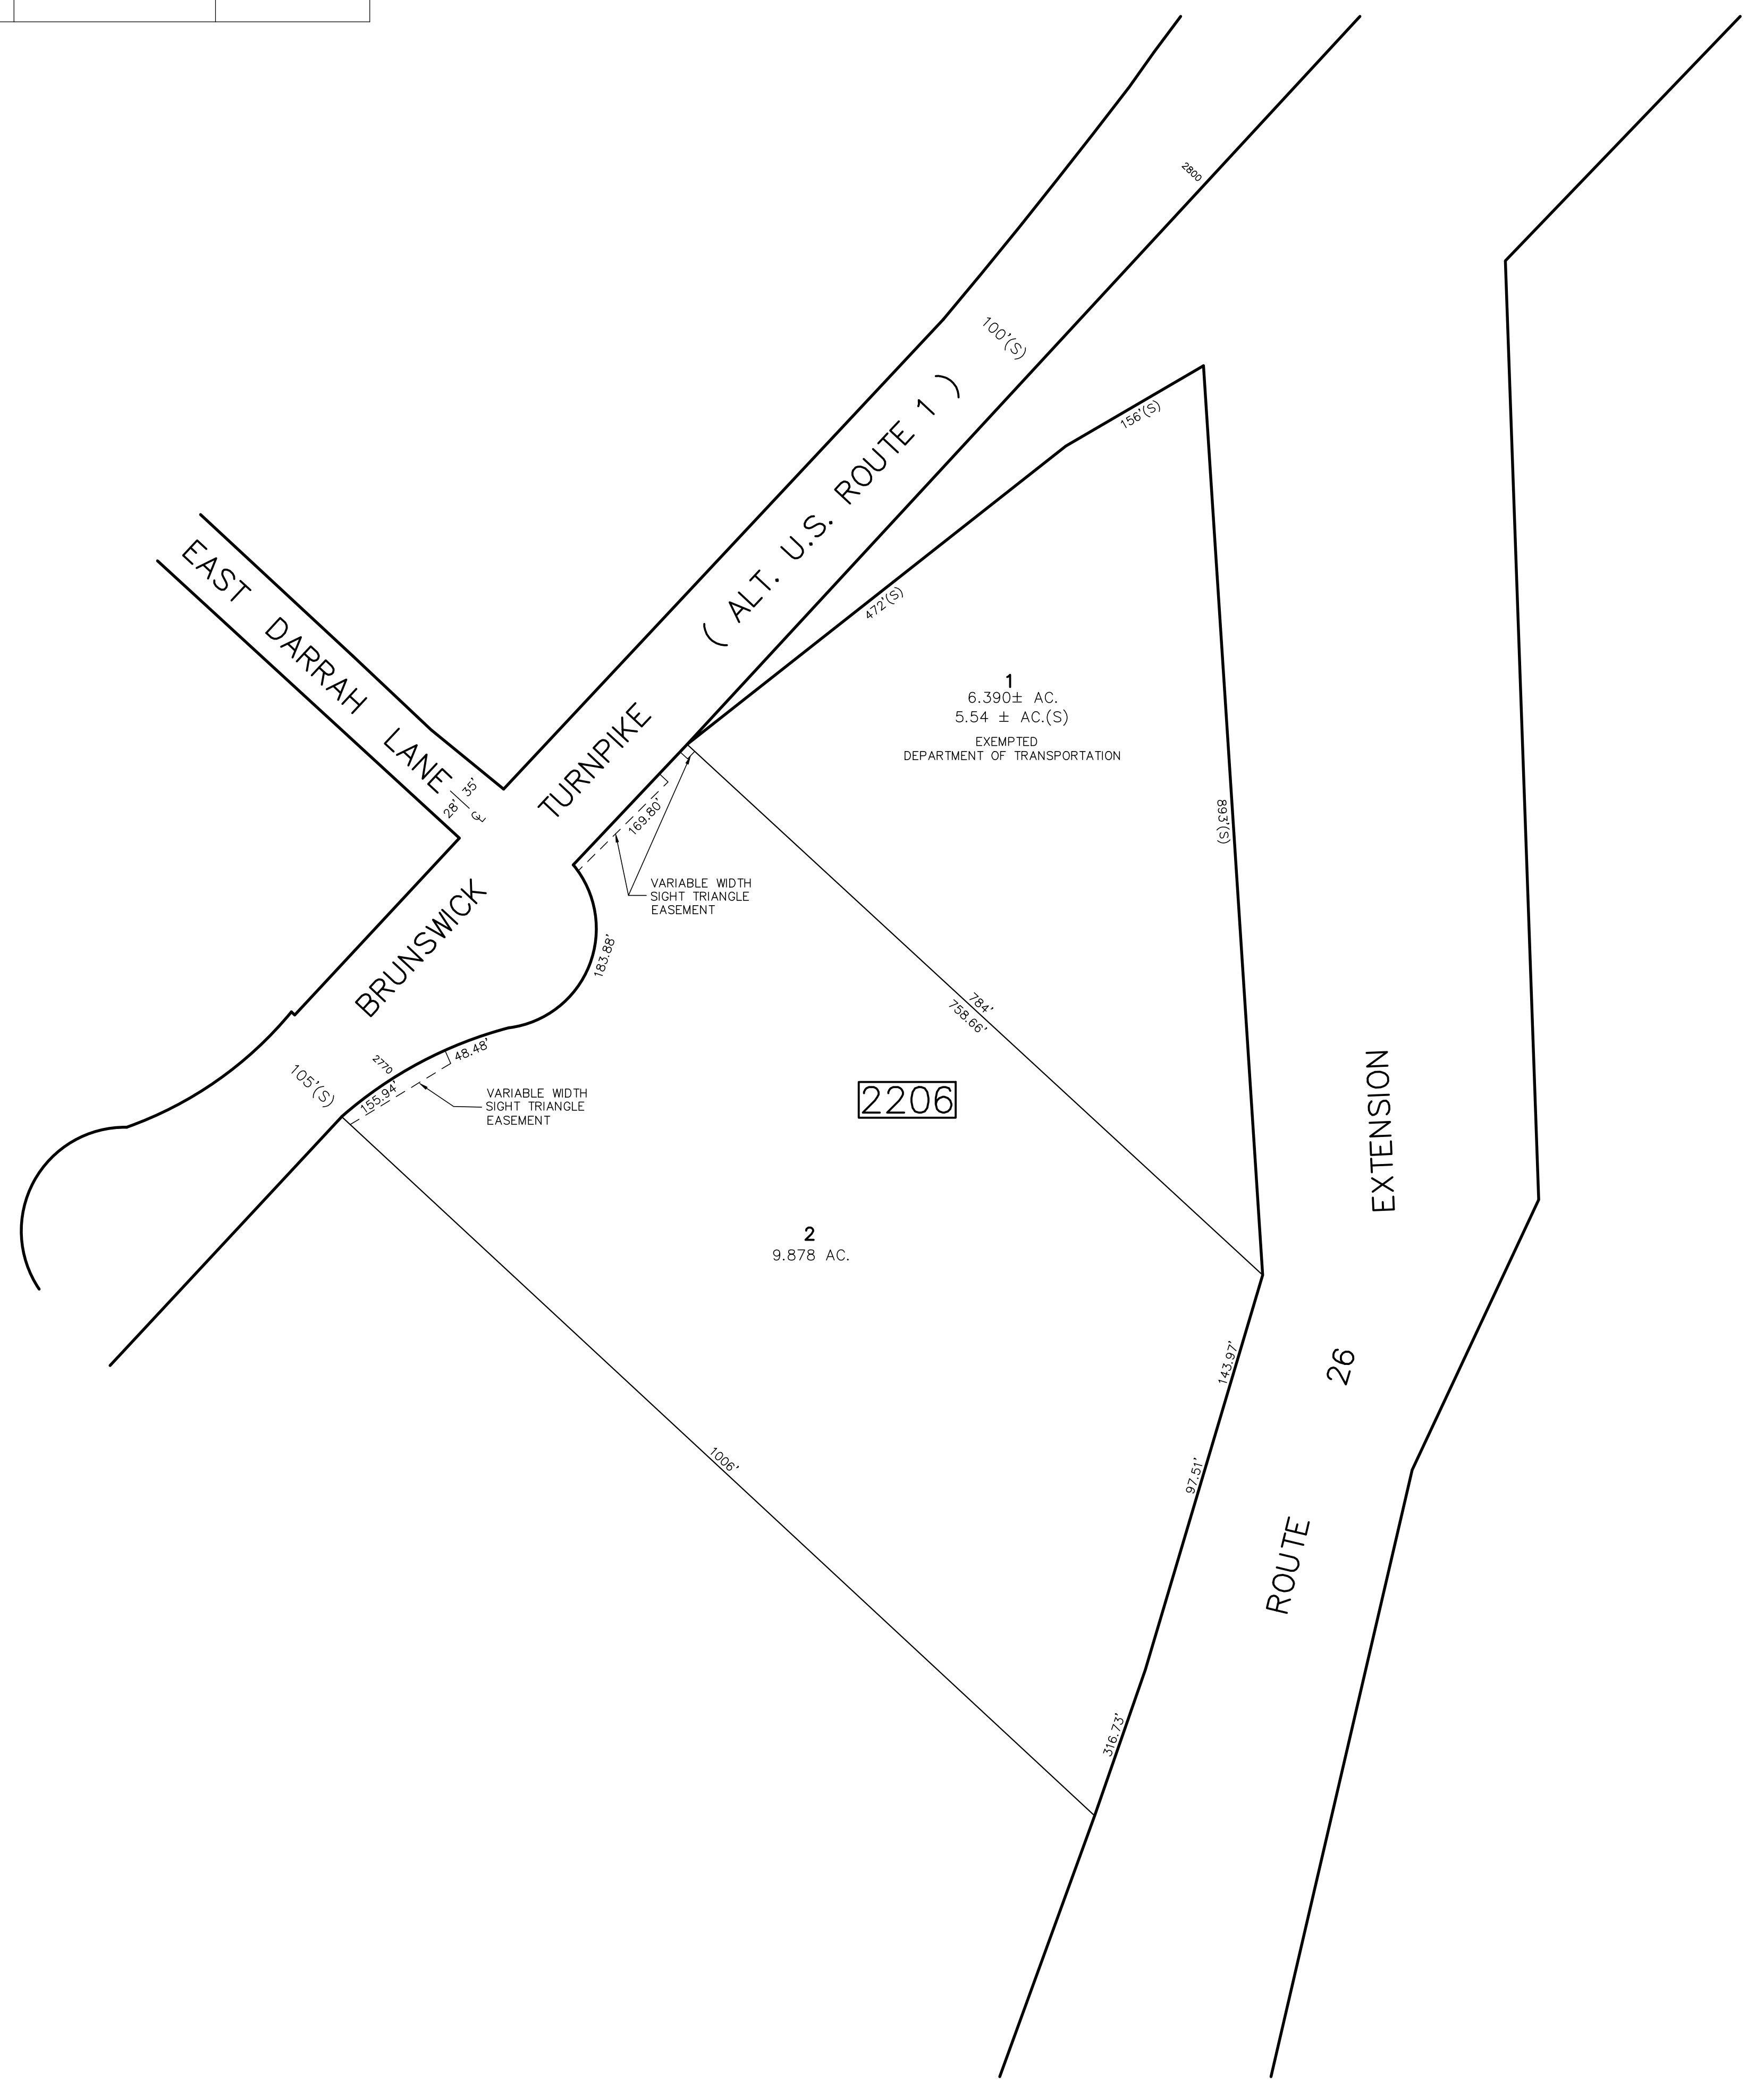 2800
100'(S)
( ALT. U.S. ROUTE 1 )
156'(S)
472'(S)
EAST DARRAH LANE
28' 35'
℄
TURNPIKE
1
6.390± AC.
5.54 ± AC.(S)
EXEMPTED
DEPARTMENT OF TRANSPORTATION
893'(S)
169.80'
VARIABLE WIDTH
SIGHT TRIANGLE
EASEMENT
BRUNSWICK
183.88'
784'
758.66'
48.48'
2770
105'(S)
155.94'
VARIABLE WIDTH
SIGHT TRIANGLE
EASEMENT
2206
EXTENSION
2
9.878 AC.
143.97'
26
1006'
97.51'
ROUTE
316.73'